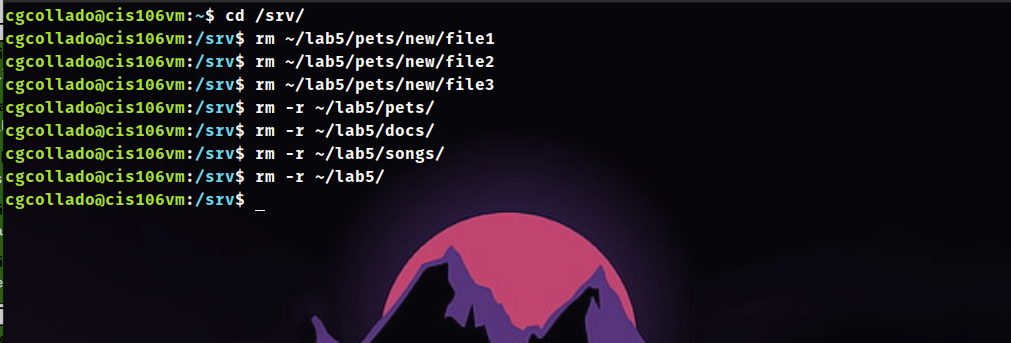 cgcollado@cis106vm:~$ cd /srv/
cgcollado@cis106vm:/srv$ rm ~/lab5/pets/new/file1
cgcollado@cis106vm:/srv$ rm ~/lab5/pets/new/file2
cgcollado@cis106vm:/srv$ rm ~/lab5/pets/new/file3
cgcollado@cis106vm:/srv$ rm -r ~/lab5/pets/
cgcollado@cis106vm:/srv$ rm -r ~/lab5/docs/
cgcollado@cis106vm:/srv$ rm -r ~/lab5/songs/
cgcollado@cis106vm:/srv$ rm -r ~/lab5/
cgcollado@cis106vm:/srv$ _